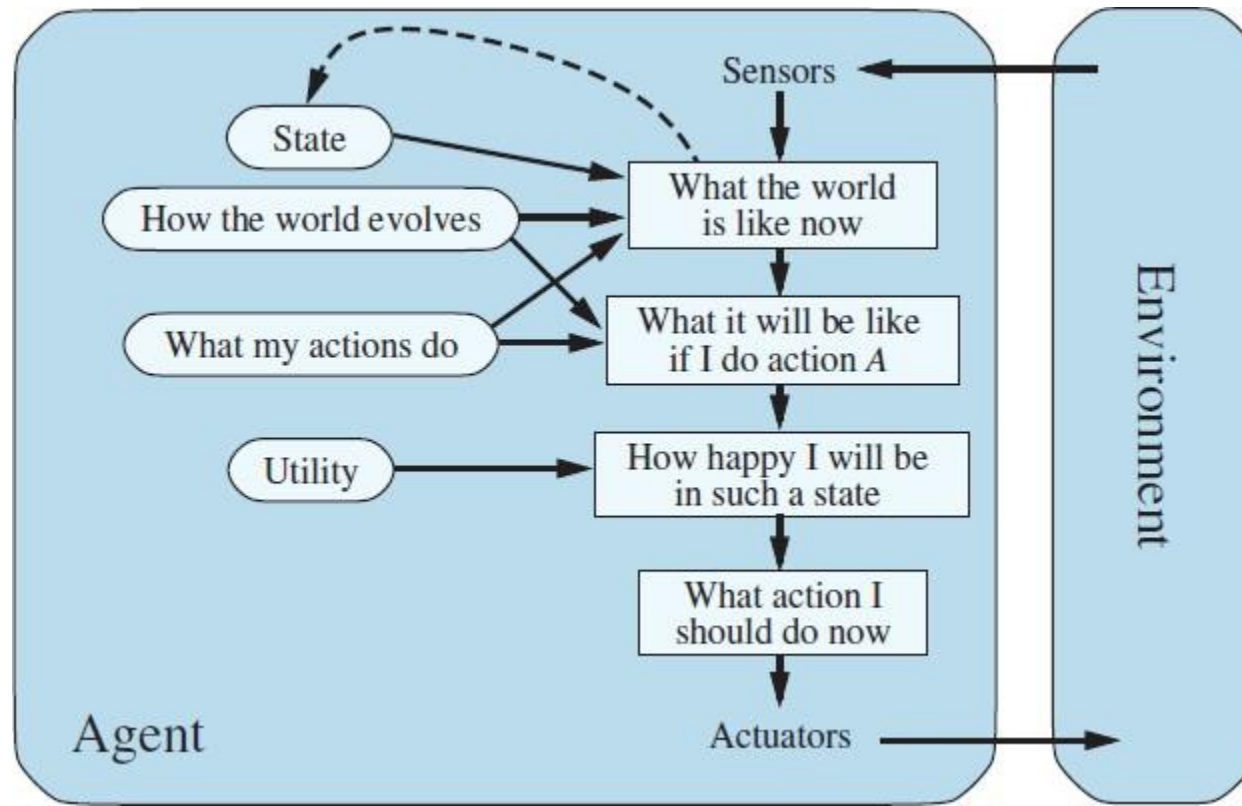 Sensors
State
What the world
is like now
How the world evolves
What it will be like
if I do action A
What my actions do
How happy I will be
in such a state
Utility
What action I
should do now
Agent
Actuators
Environment